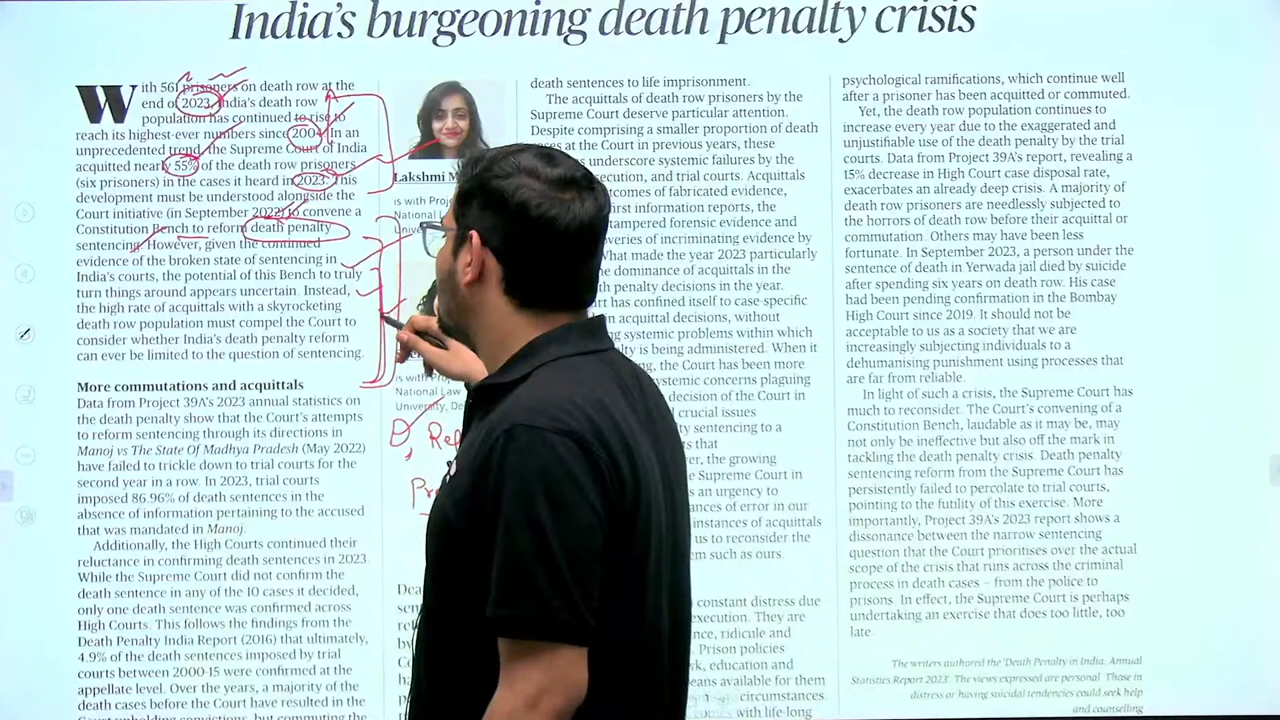 India's burgeoning death penalty crisis
With 561 prisoners on death row at the
end of 2023, India's death row
population has continued to rise to
reach its highest-ever numbers since 2004. In an
unprecedented trend, the Supreme Court of India
acquitted nearly 55% of the death row prisoners
(six prisoners) in the cases it heard in 2023. This
development must be understood alongside the
Court initiative (in September 2022) to convene a
Constitution Bench to reform death penalty
sentencing. However, given the continued
evidence of the broken state of sentencing in
India's courts, the potential of this Bench to truly
turn things around appears uncertain. Instead,
the high rate of acquittals with a skyrocketing
death row population must compel the Court to
consider whether India's death penalty reform
can ever be limited to the question of sentencing.
More commutations and acquittals
Data from Project 39A's 2023 annual statistics on
the death penalty show that the Court's attempts
to reform sentencing through its directions in
Manoj vs The State Of Madhya Pradesh (May 2022)
have failed to trickle down to trial courts for the
second year in a row. In 2023, trial courts
imposed 86.96% of death sentences in the
absence of information pertaining to the accused
that was mandated in Manoj.
Additionally, the High Courts continued their
reluctance in confirming death sentences in 2023.
While the Supreme Court did not confirm the
death sentence in any of the 10 cases it decided,
only one death sentence was confirmed across
High Courts. This follows the findings from the
Death Penalty India Report (2016) that ultimately,
4.9% of the death sentences imposed by trial
courts between 2000-15 were confirmed at the
appellate level. Over the years, a majority of the
death cases before the Court have resulted in the
Court upholding convictions, but commuting the
Lakshmi M
is with Proj
National L
Unive
is with Proj
National Law
University, De
death sentences to life imprisonment.
The acquittals of death row prisoners by the
Supreme Court deserve particular attention.
Despite comprising a smaller proportion of death
es at the Court in previous years, these
s underscore systemic failures by the
ecution, and trial courts. Acquittals
tcomes of fabricated evidence,
irst information reports, the
tampered forensic evidence and
veries of incriminating evidence by
hat made the year 2023 particularly
e dominance of acquittals in the
th penalty decisions in the year.
rt has confined itself to case-specific
n acquittal decisions, without
g systemic problems within which
lty is being administered. When it
ng, the Court has been more
ystemic concerns plaguing
decision of the Court in
crucial issues
ty sentencing to a
s that
er, the growing
e Supreme Court in
s an urgency to
ances of error in our
instances of acquittals
us to reconsider the
em such as ours.
Dea
sen
rel
by
Co
constant distress due
execution. They are
nce, ridicule and
Prison policies
k, education and
eans available for them
circumstances.
with life-long
psychological ramifications, which continue well
after a prisoner has been acquitted or commuted.
Yet, the death row population continues to
increase every year due to the exaggerated and
unjustifiable use of the death penalty by the trial
courts. Data from Project 39A's report, revealing a
15% decrease in High Court case disposal rate,
exacerbates an already deep crisis. A majority of
death row prisoners are needlessly subjected to
the horrors of death row before their acquittal or
commutation. Others may have been less
fortunate. In September 2023, a person under the
sentence of death in Yerwada jail died by suicide
after spending six years on death row. His case
had been pending confirmation in the Bombay
High Court since 2019. It should not be
acceptable to us as a society that we are
increasingly subjecting individuals to a
dehumanising punishment using processes that
are far from reliable.
In light of such a crisis, the Supreme Court has
much to reconsider. The Court's convening of a
Constitution Bench, laudable as it may be, may
not only be ineffective but also off the mark in
tackling the death penalty crisis. Death penalty
sentencing reform from the Supreme Court has
persistently failed to percolate to trial courts,
pointing to the futility of this exercise. More
importantly, Project 39A's 2023 report shows a
dissonance between the narrow sentencing
question that the Court prioritises over the actual
scope of the crisis that runs across the criminal
process in death cases – from the police to
prisons. In effect, the Supreme Court is perhaps
undertaking an exercise that does too little, too
late.
The writers authored the 'Death Penalty in India: Annual
Statistics Report 2023'. The views expressed are personal. Those in
distress or having suicidal tendencies could seek help
and counselling